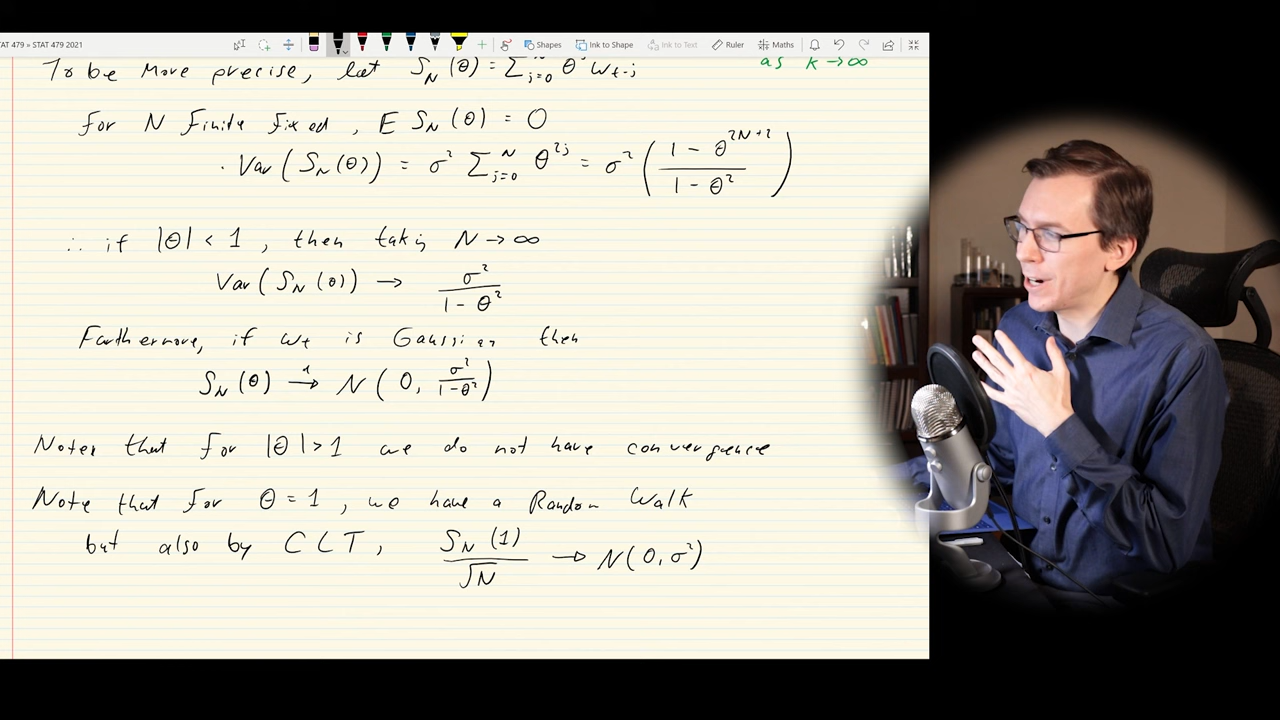 TAT 479 » STAT 479 2021
Shapes Ink to Shape Ink to Text Ruler Maths
To be more precise, let S_N(θ) = Σ_{j=0}^N θ^j w_{t-j}
as k → ∞
For N Finite Fixed, E S_N(θ) = 0
· Var(S_N(θ)) = σ² Σ_{j=0}^N θ^{2j} = σ² ( (1 - θ^{2N+2}) / (1 - θ²) )
∴ if |θ| < 1, then taking N → ∞
Var(S_N(θ)) → σ² / (1 - θ²)
Furthermore, if w_t is Gaussian then
S_N(θ) →^d N(0, σ²/(1-θ²))
Notes that for |θ| > 1 we do not have convergence
Note that for θ = 1, we have a Random Walk
but also by CLT, S_N(1) / √N → N(0, σ²)